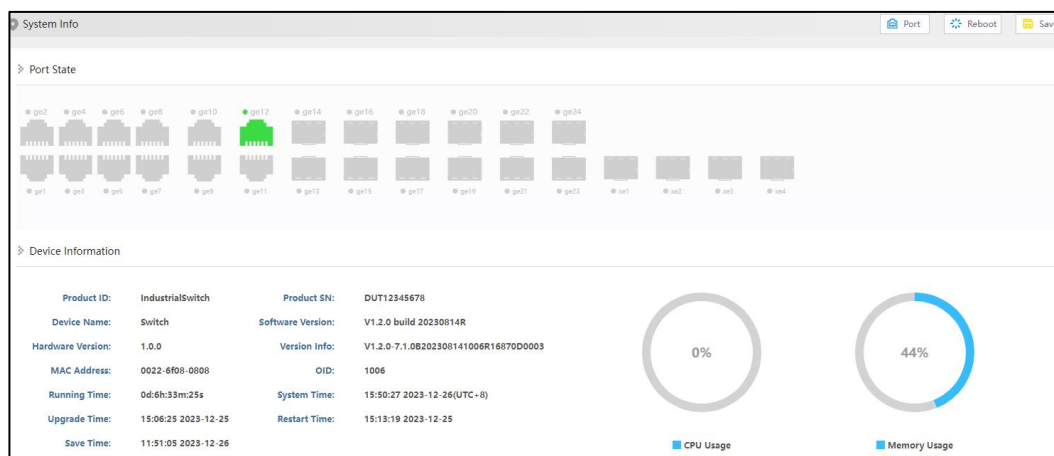 System Info Port Reboot Sav
Port State
ge2 ge4 ge6 ge8 ge10 ge12 ge14 ge16 ge18 ge20 ge22 ge24
ge1 ge3 ge5 ge7 ge9 ge11 ge13 ge15 ge17 ge19 ge21 ge23 xe1 xe2 xe3 xe4
Device Information
Product ID: IndustrialSwitch Product SN: DUT12345678
Device Name: Switch Software Version: V1.2.0 build 20230814R
Hardware Version: 1.0.0 Version Info: V1.2.0-7.1.0B202308141006R16870D0003
MAC Address: 0022-6f08-0808 OID: 1006
Running Time: 0d:6h:33m:25s System Time: 15:50:27 2023-12-26(UTC+8)
Upgrade Time: 15:06:25 2023-12-25 Restart Time: 15:13:19 2023-12-25
Save Time: 11:51:05 2023-12-26
0% 44%
CPU Usage Memory Usage